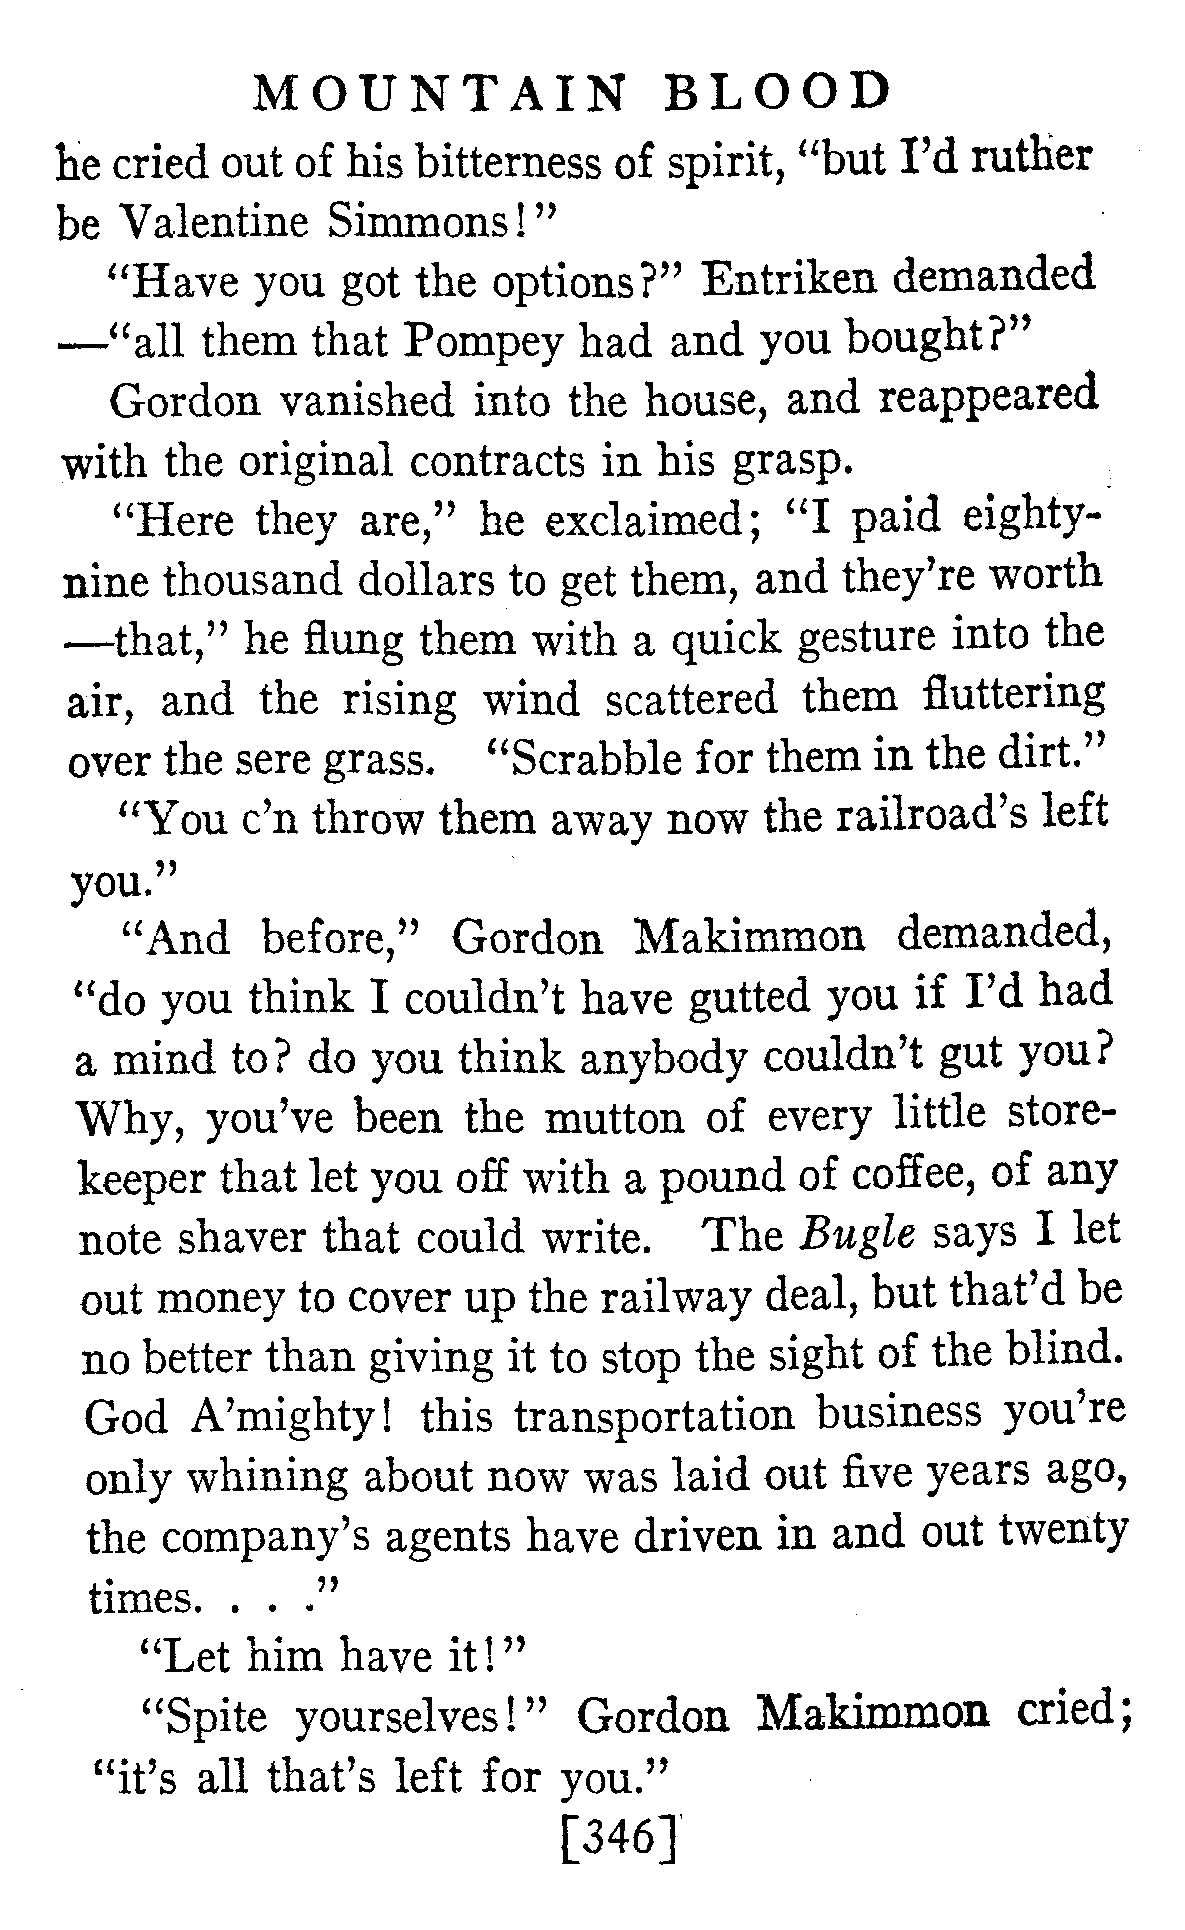 MOUNTAIN BLOOD
he cried out of his bitterness of spirit, “but I’d ruther
be Valentine Simmons!”
“Have you got the options?” Entriken demanded
—“all them that Pompey had and you bought?”
Gordon vanished into the house, and reappeared
with the original contracts in his grasp.
“Here they are,” he exclaimed; “I paid eighty-
nine thousand dollars to get them, and they’re worth
—that,” he flung them with a quick gesture into the
air, and the rising wind scattered them fluttering
over the sere grass. “Scrabble for them in the dirt.”
“You c’n throw them away now the railroad’s left
you.”
“And before,” Gordon Makimmon demanded,
“do you think I couldn’t have gutted you if I’d had
a mind to? do you think anybody couldn’t gut you?
Why, you’ve been the mutton of every little store-
keeper that let you off with a pound of coffee, of any
note shaver that could write. The Bugle says I let
out money to cover up the railway deal, but that’d be
no better than giving it to stop the sight of the blind.
God A’mighty! this transportation business you’re
only whining about now was laid out five years ago,
the company’s agents have driven in and out twenty
times. . . .”
“Let him have it!”
“Spite yourselves!” Gordon Makimmon cried;
“it’s all that’s left for you.”
[346]